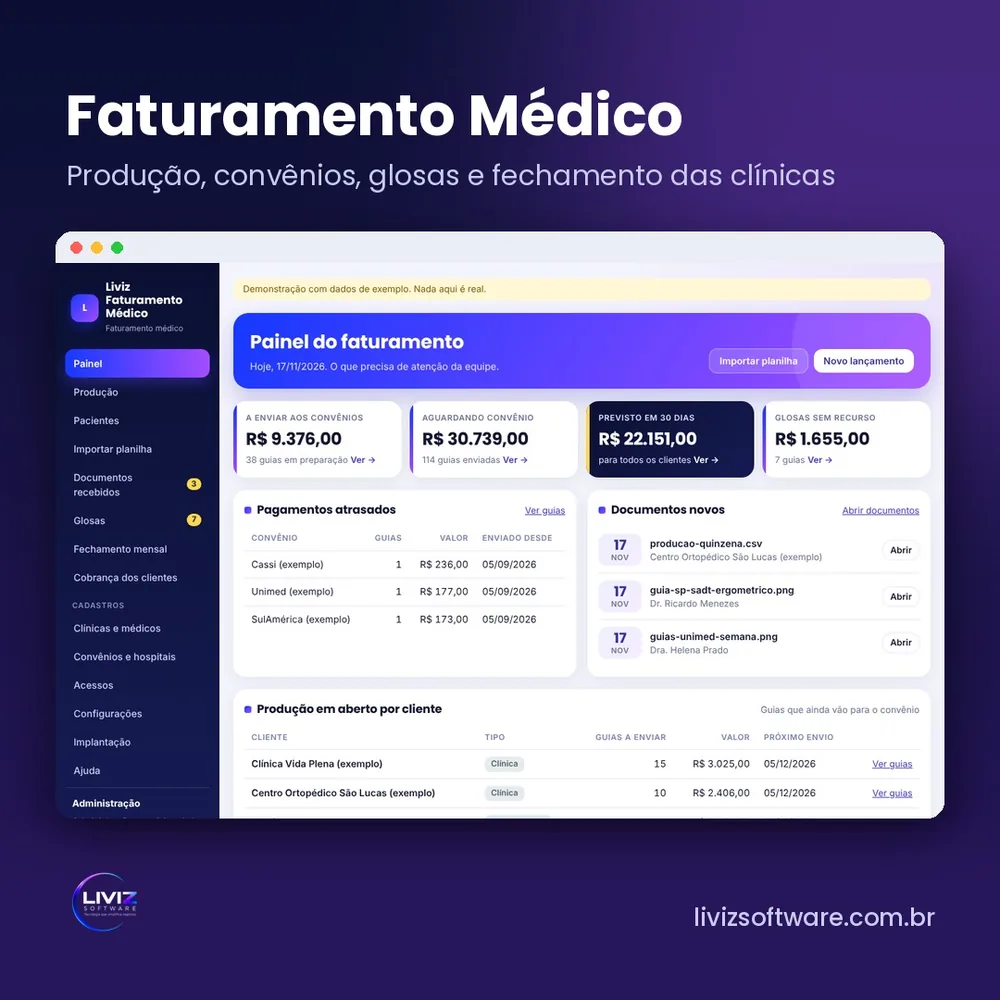 Faturamento Médico
Produção, convênios, glosas e fechamento das clínicas
L
Liviz
Faturamento
Médico
Faturamento médico
Painel
Produção
Pacientes
Importar planilha
Documentos
recebidos
3
Glosas
7
Fechamento mensal
Cobrança dos clientes
CADASTROS
Clínicas e médicos
Convênios e hospitais
Acessos
Configurações
Implantação
Ajuda
Administração
Demonstração com dados de exemplo. Nada aqui é real.
Painel do faturamento
Hoje, 17/11/2026. O que precisa de atenção da equipe.
Importar planilha
Novo lançamento
A ENVIAR AOS CONVÊNIOS
R$ 9.376,00
38 guias em preparação Ver →
AGUARDANDO CONVÊNIO
R$ 30.739,00
114 guias enviadas Ver →
PREVISTO EM 30 DIAS
R$ 22.151,00
para todos os clientes Ver →
GLOSAS SEM RECURSO
R$ 1.655,00
7 guias Ver →
Pagamentos atrasados Ver guias
CONVÊNIO GUIAS VALOR ENVIADO DESDE
Cassi (exemplo) 1 R$ 236,00 05/09/2026
Unimed (exemplo) 1 R$ 177,00 05/09/2026
SulAmérica (exemplo) 1 R$ 173,00 05/09/2026
Documentos novos Abrir documentos
17 NOV
producao-quinzena.csv
Centro Ortopédico São Lucas (exemplo)
Abrir
17 NOV
guia-sp-sadt-ergometrico.png
Dr. Ricardo Menezes
Abrir
17 NOV
guias-unimed-semana.png
Dra. Helena Prado
Abrir
Produção em aberto por cliente Guias que ainda vão para o convênio
CLIENTE TIPO GUIAS A ENVIAR VALOR PRÓXIMO ENVIO
Clínica Vida Plena (exemplo) Clínica 15 R$ 3.025,00 05/12/2026 Ver guias
Centro Ortopédico São Lucas (exemplo) Clínica 10 R$ 2.406,00 05/12/2026 Ver guias
LIVIZ
SOFTWARE
livizsoftware.com.br